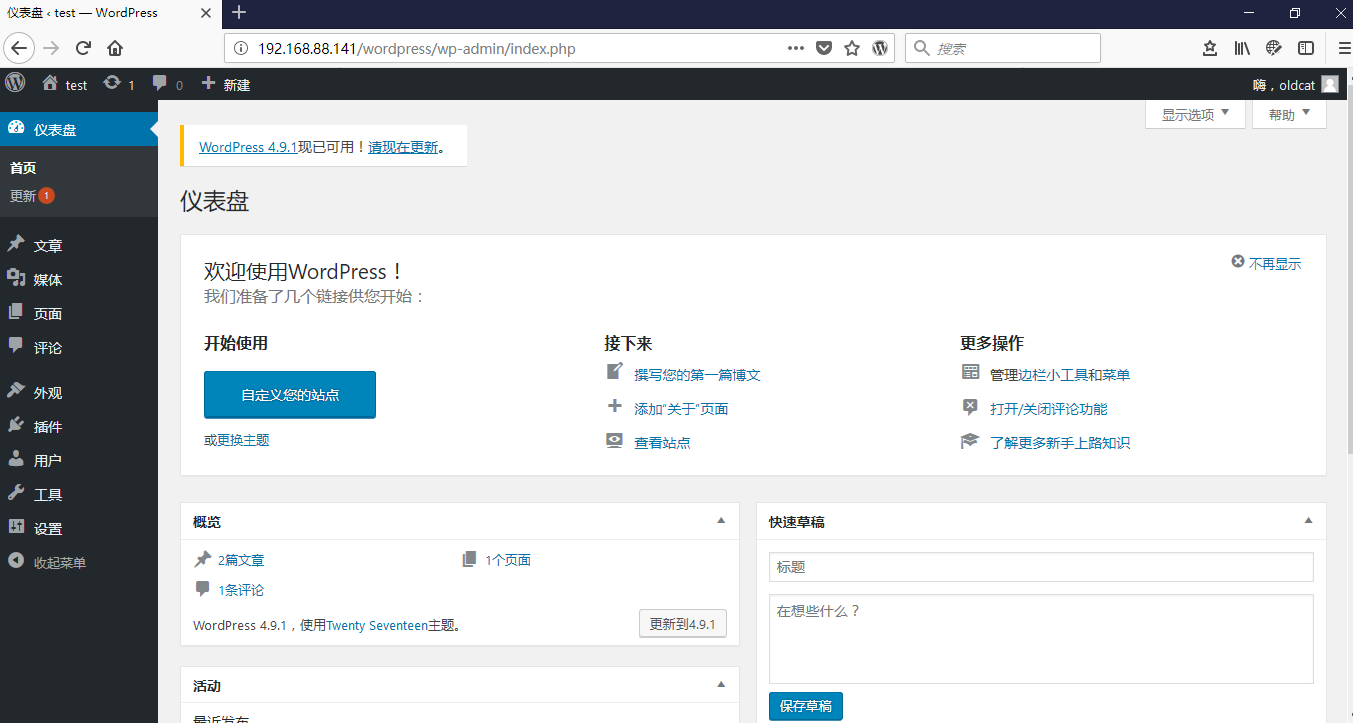 仪表盘 ‹ test — WordPress
192.168.88.141/wordpress/wp-admin/index.php
搜索
test 1 0 新建 嗨，oldcat
显示选项 帮助
仪表盘
首页
更新 1
文章
媒体
页面
评论
外观
插件
用户
工具
设置
收起菜单
WordPress 4.9.1现已可用！请现在更新。
仪表盘
欢迎使用WordPress！
我们准备了几个链接供您开始：
不再显示
开始使用
自定义您的站点
或更换主题
接下来
撰写您的第一篇博文
添加“关于”页面
查看站点
更多操作
管理边栏小工具和菜单
打开/关闭评论功能
了解更多新手上路知识
概览
2篇文章 1个页面
1条评论
WordPress 4.9.1，使用Twenty Seventeen主题。 更新到4.9.1
活动
最近发布
快速草稿
标题
在想些什么？
保存草稿